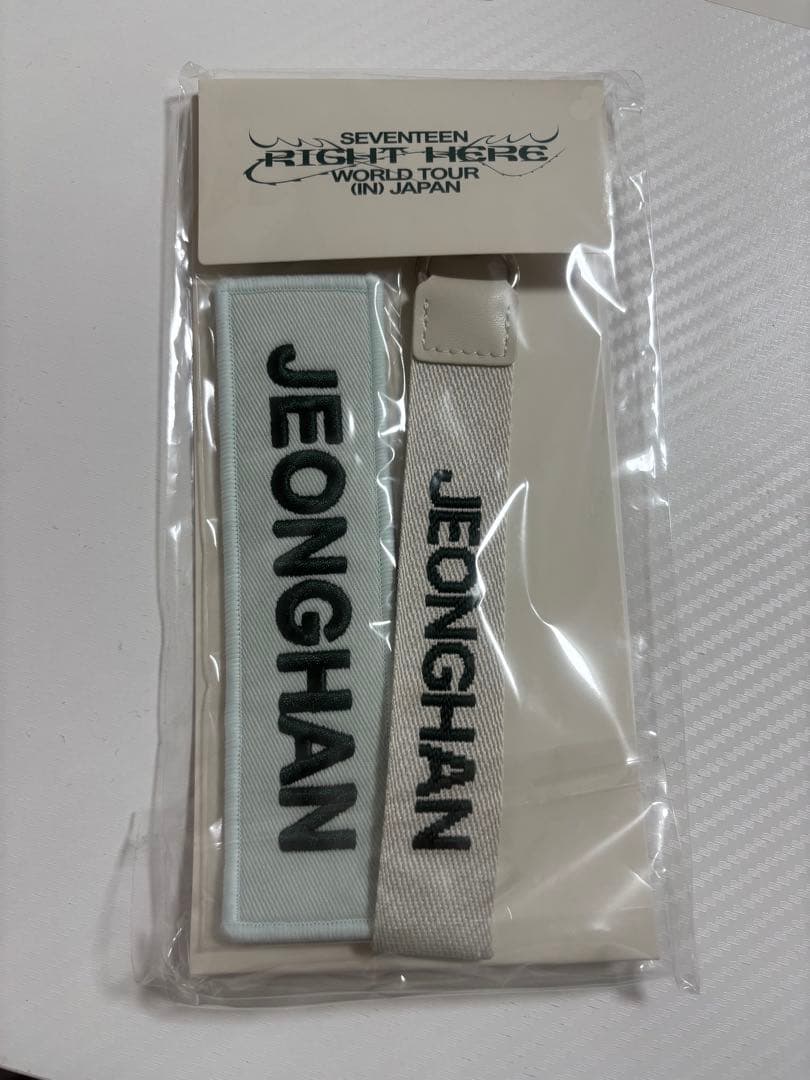 SEVENTEEN
RIGHT HERE
WORLD TOUR
(IN) JAPAN
JEONGHAN
JEONGHAN